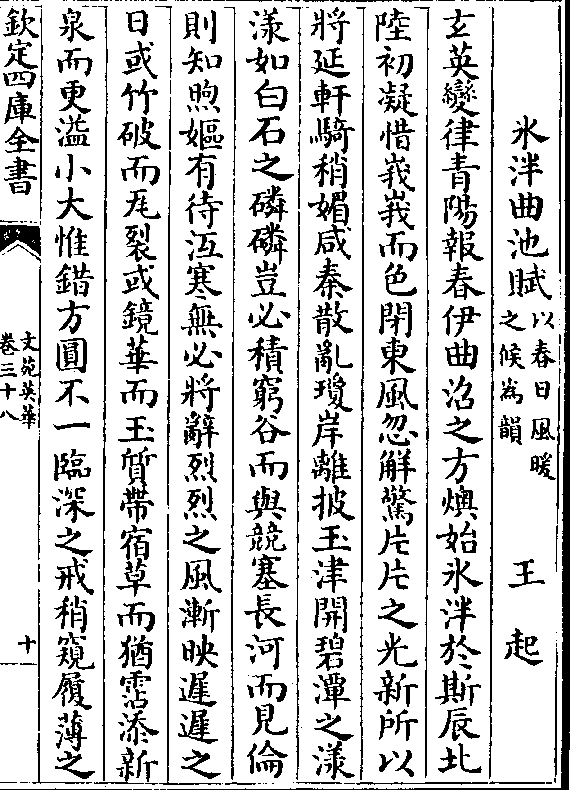 氷泮曲池賦以春日風暖之候為韻 王起
玄英變律青陽報春伊曲沼之方燠始氷泮於斯辰北
陸初凝惜峩峩而色閉東風忽解驚片片之光新所以
將延軒騎稍媚咸秦散亂瓊岸離披玉津開碧潭之漾
漾如白石之磷磷豈必積窮谷而與競塞長河而見倫
則知煦嫗有待沍寒無必將辭烈烈之風漸映遲遲之
日或竹破而瓦裂或鏡華而玉質帶宿草而猶霑添新
泉而更溢小大惟錯方圓不一臨深之戒稍窺履薄之
欽定四庫全書
文苑英華
卷三十八
十